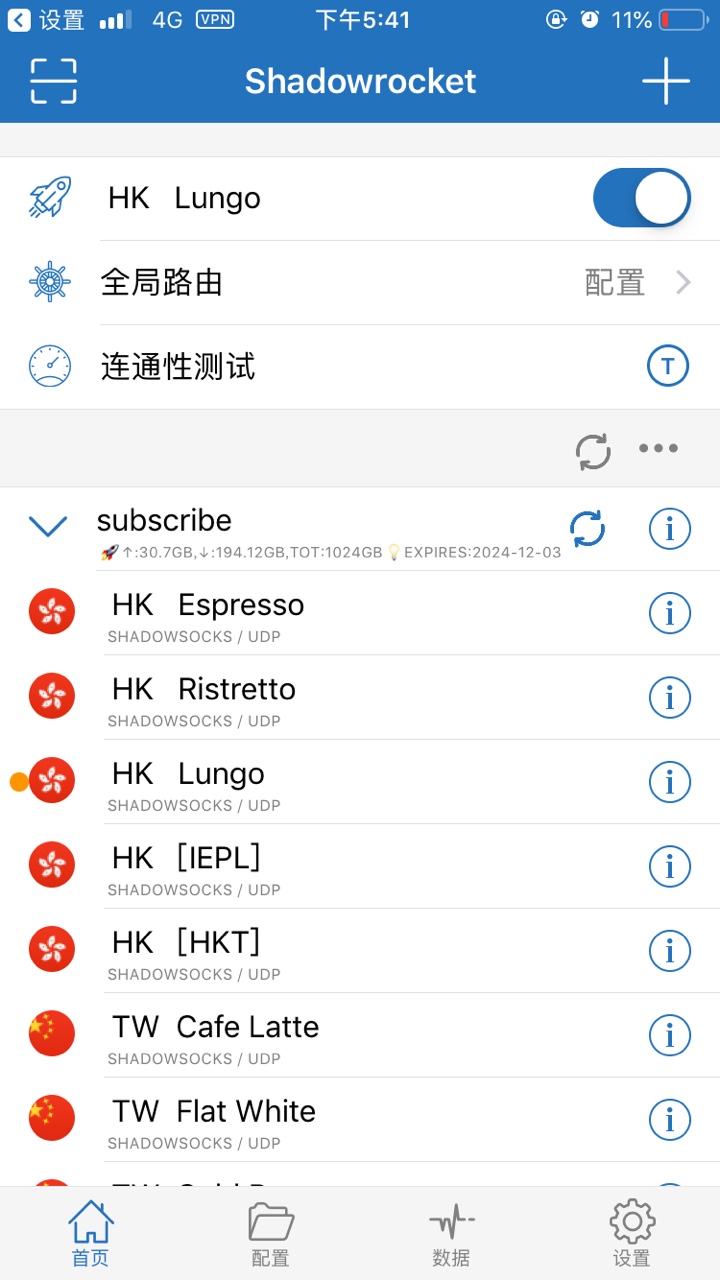 设置 4G VPN 下午5:41 11%
Shadowrocket
HK Lungo
全局路由 配置
连通性测试 T
subscribe
🚀↑:30.7GB,↓:194.12GB,TOT:1024GB💡EXPIRES:2024-12-03
HK Espresso
SHADOWSOCKS / UDP
HK Ristretto
SHADOWSOCKS / UDP
HK Lungo
SHADOWSOCKS / UDP
HK [IEPL]
SHADOWSOCKS / UDP
HK [HKT]
SHADOWSOCKS / UDP
TW Cafe Latte
SHADOWSOCKS / UDP
TW Flat White
SHADOWSOCKS / UDP
首页 配置 数据 设置